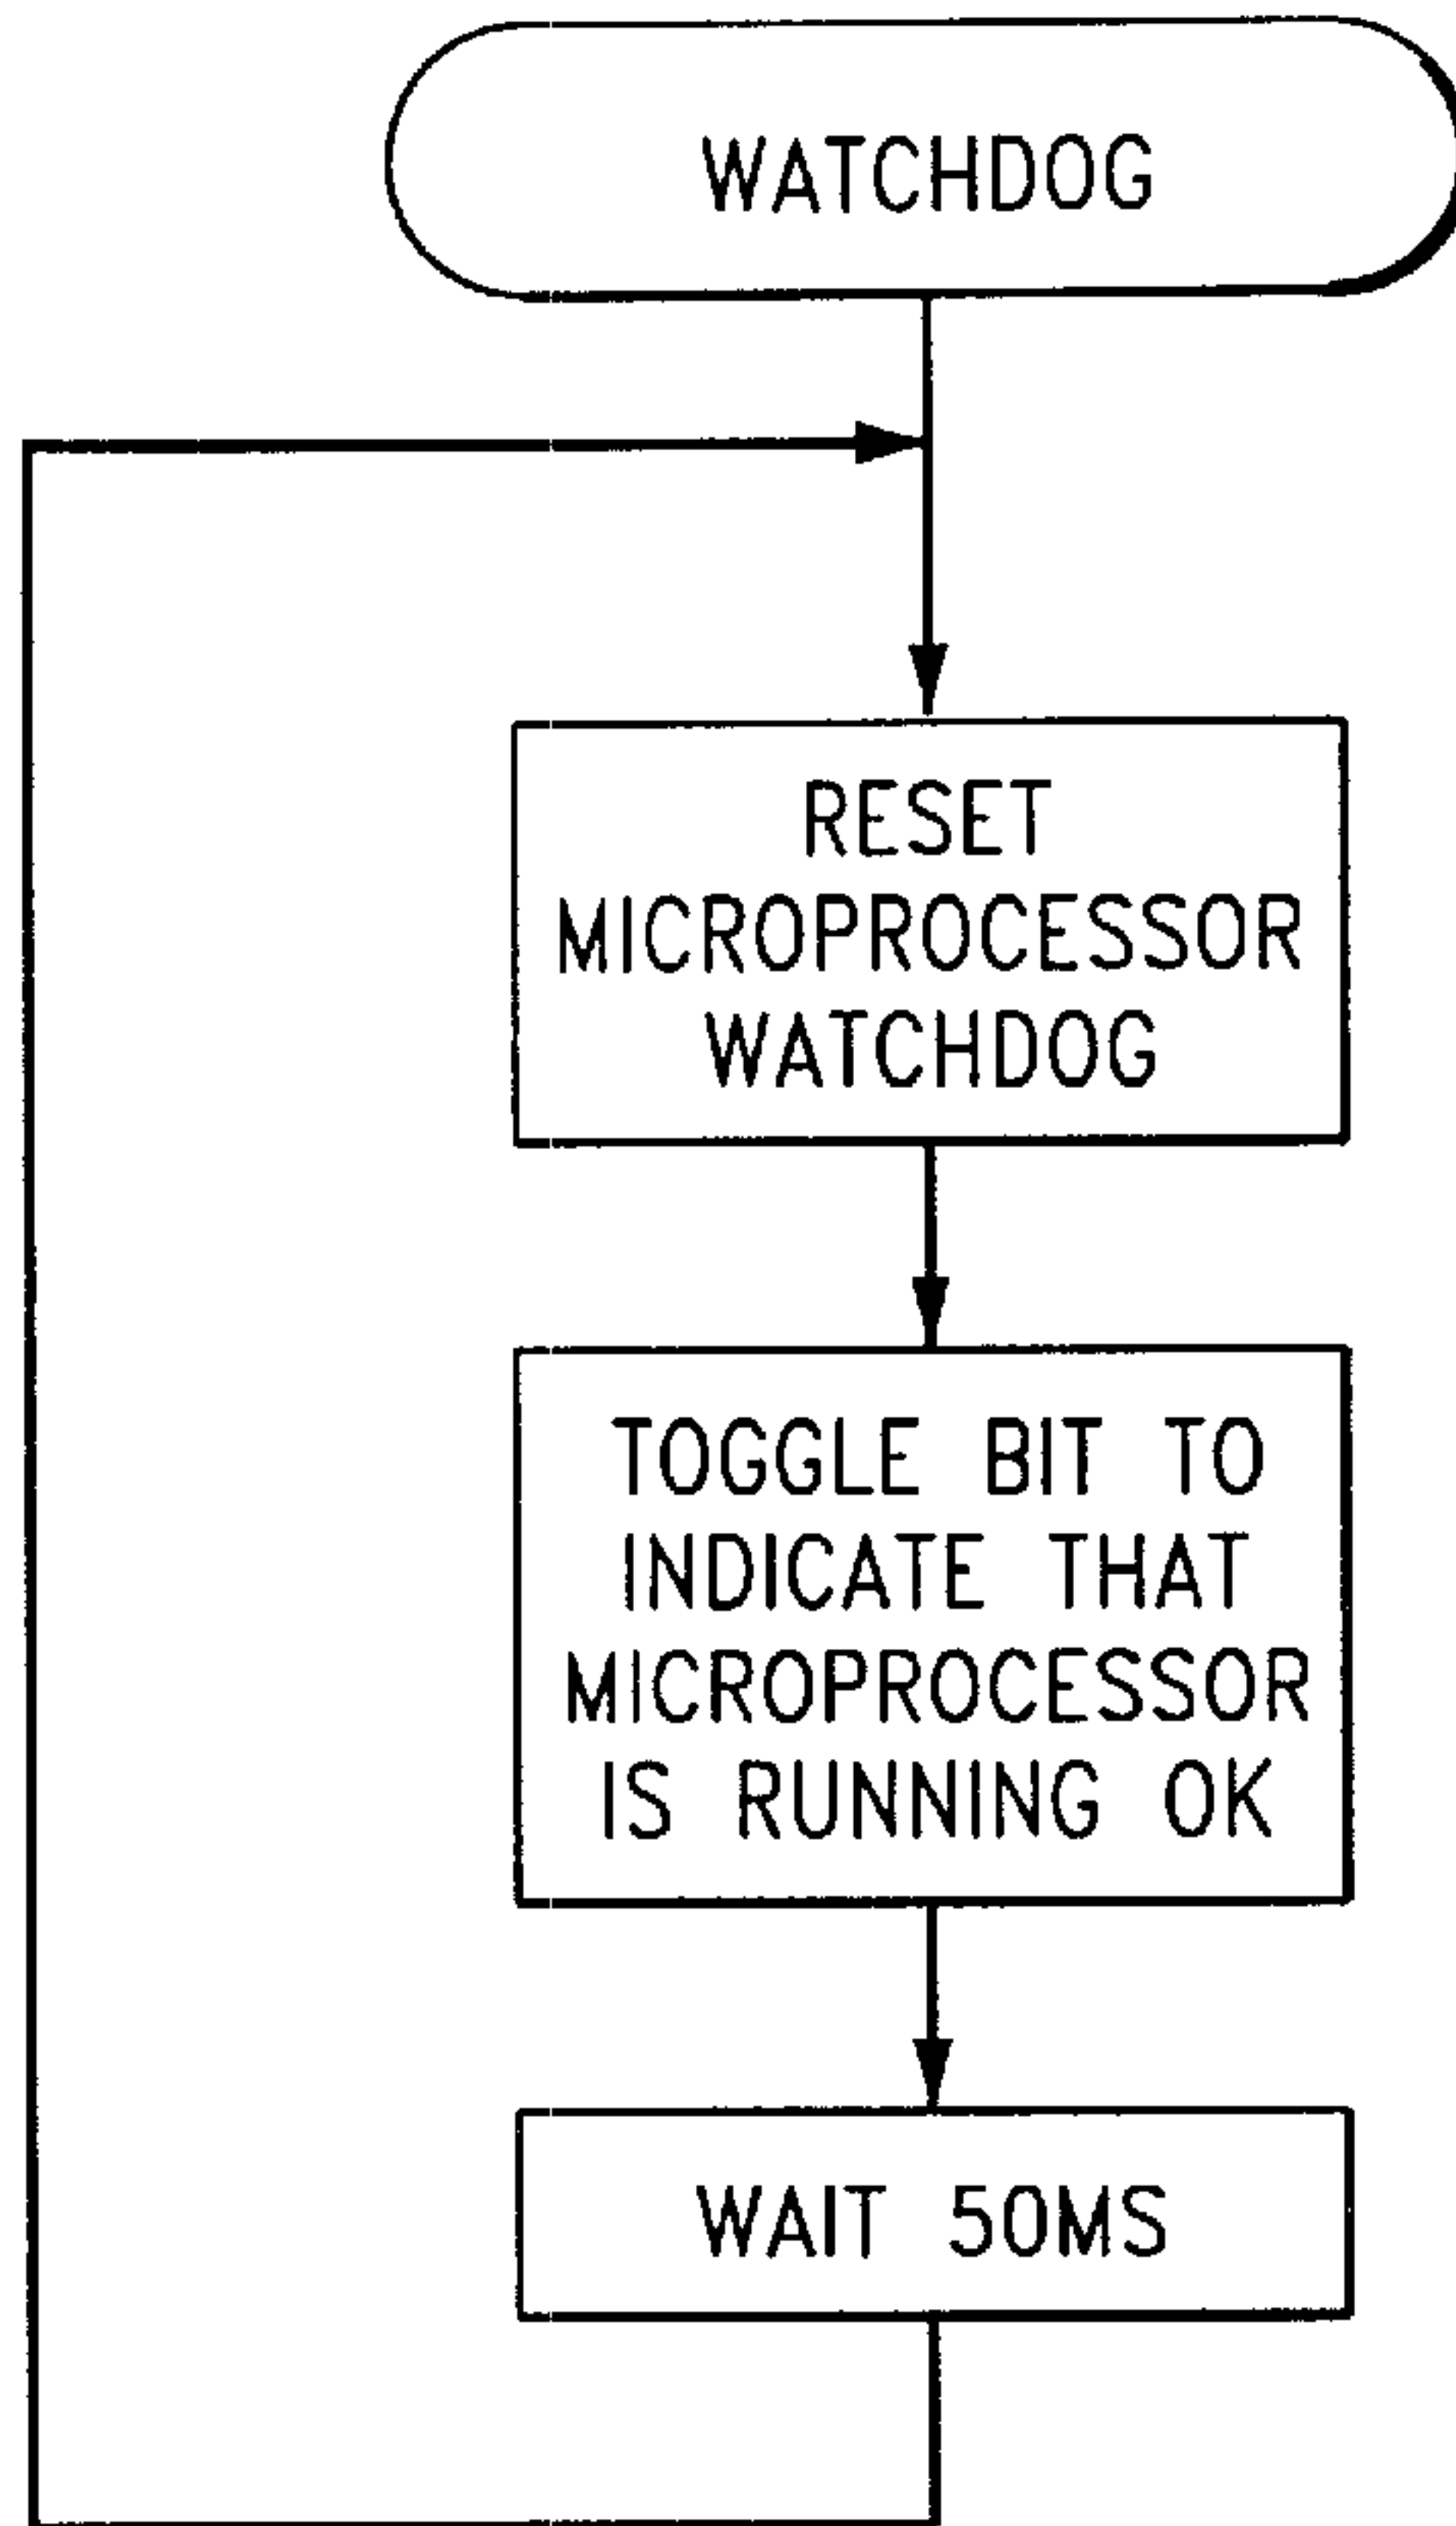 WATCHDOG
RESET
MICROPROCESSOR
WATCHDOG
TOGGLE BIT TO
INDICATE THAT
MICROPROCESSOR
IS RUNNING OK
WAIT 50MS